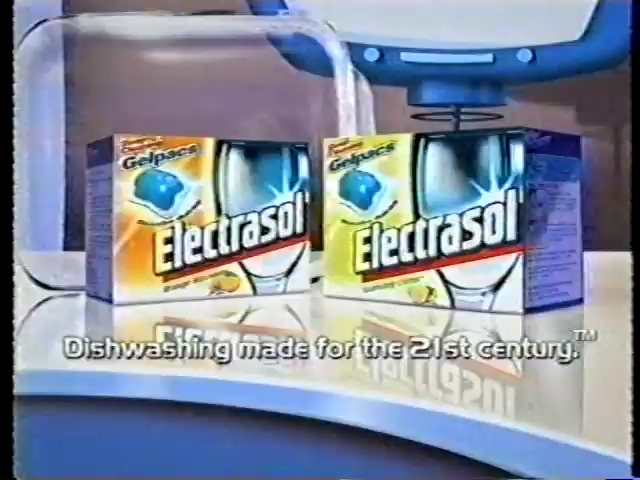 Gelpacs
Electrasol
Gelpacs
Electrasol
Dishwashing made for the 21st century.™